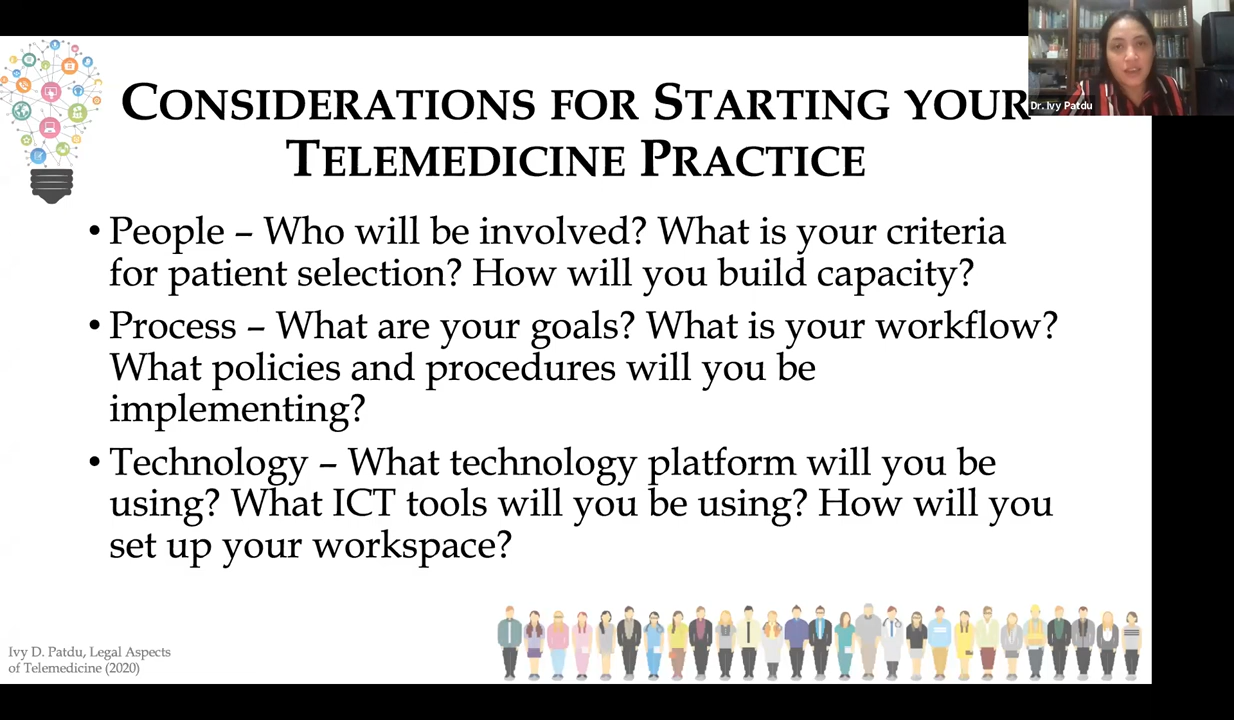 CONSIDERATIONS FOR STARTING YOUR
TELEMEDICINE PRACTICE
Dr. Ivy Patdu
• People – Who will be involved? What is your criteria
for patient selection? How will you build capacity?
• Process – What are your goals? What is your workflow?
What policies and procedures will you be
implementing?
• Technology – What technology platform will you be
using? What ICT tools will you be using? How will you
set up your workspace?
Ivy D. Patdu, Legal Aspects
of Telemedicine (2020)